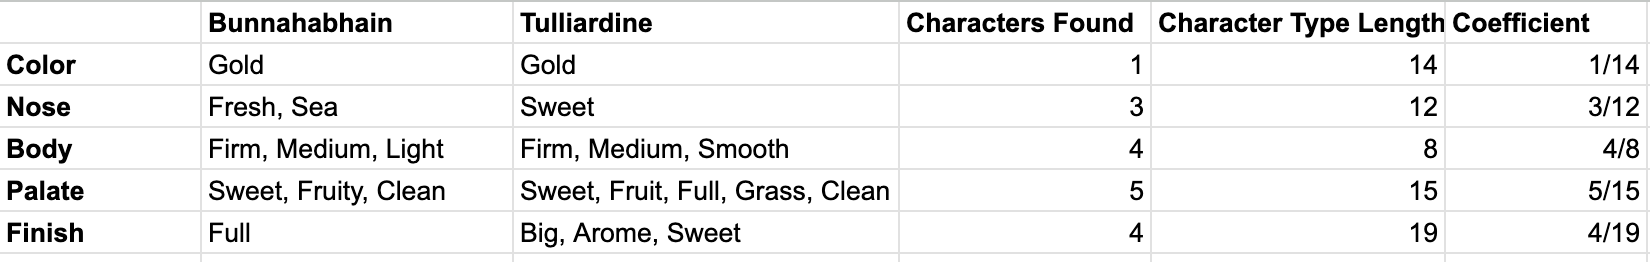 Bunnahabhain Tulliardine Characters Found Character Type Length Coefficient
Color Gold Gold 1 14 1/14
Nose Fresh, Sea Sweet 3 12 3/12
Body Firm, Medium, Light Firm, Medium, Smooth 4 8 4/8
Palate Sweet, Fruity, Clean Sweet, Fruit, Full, Grass, Clean 5 15 5/15
Finish Full Big, Arome, Sweet 4 19 4/19